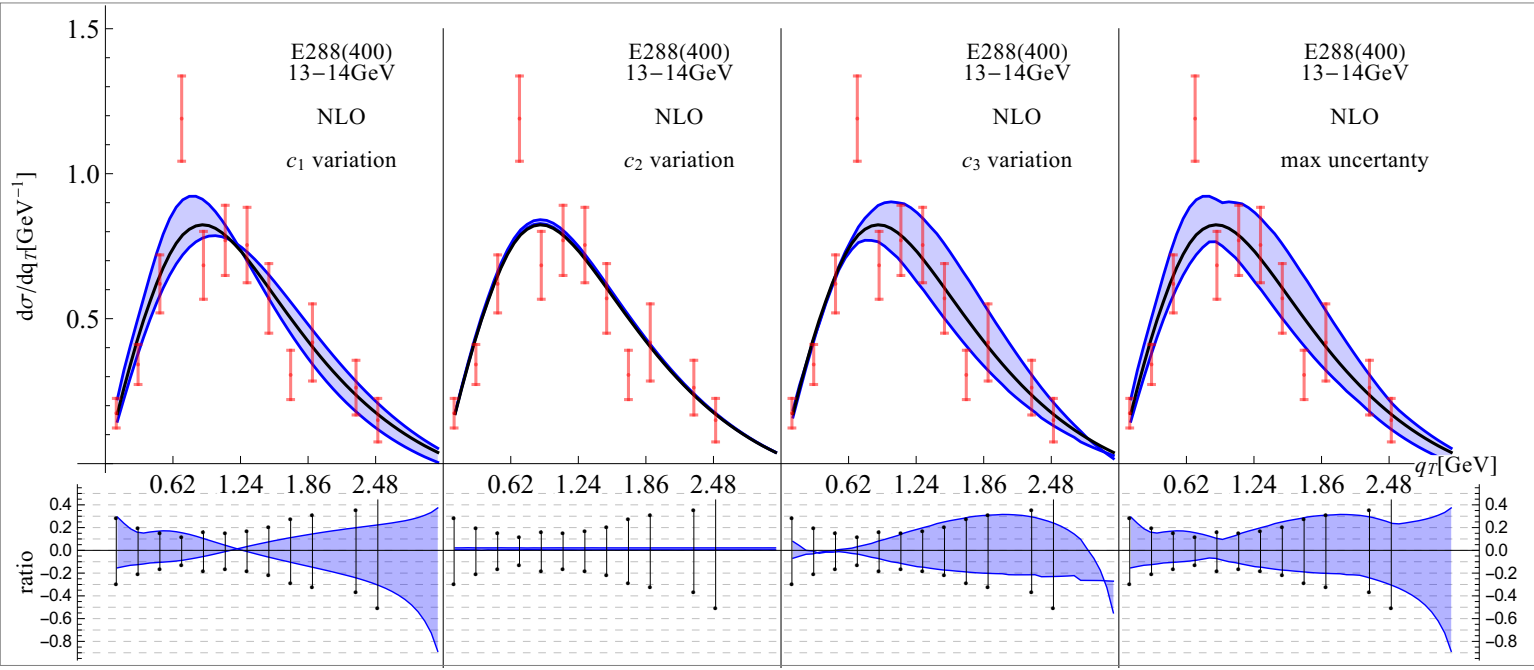 1.5
1.0
0.5
dσ/dqT[GeV−1]
E288(400)
13−14GeV
NLO
c1 variation
E288(400)
13−14GeV
NLO
c2 variation
E288(400)
13−14GeV
NLO
c3 variation
E288(400)
13−14GeV
NLO
max uncertanty
0.62 1.24 1.86 2.48
0.62 1.24 1.86 2.48
0.62 1.24 1.86 2.48
0.62 1.24 1.86 2.48
qT[GeV]
ratio
0.4
0.2
0.0
−0.2
−0.4
−0.6
−0.8
0.4
0.2
0.0
−0.2
−0.4
−0.6
−0.8